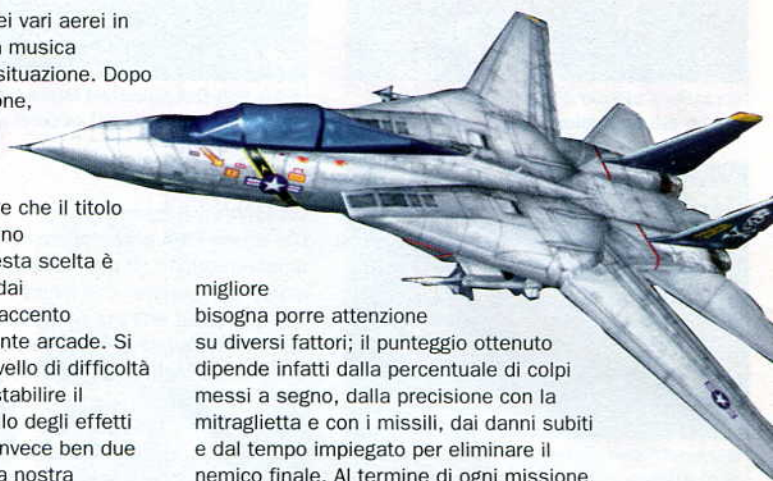 ei vari aerei in
musica
situazione. Dopo
one,
e che il titolo
no
esta scelta è
dai
accento
nte arcade. Si
vello di difficoltà
stabilire il
lo degli effetti
nvece ben due
a nostra
migliore
bisogna porre attenzione
su diversi fattori; il punteggio ottenuto
dipende infatti dalla percentuale di colpi
messi a segno, dalla precisione con la
mitraglietta e con i missili, dai danni subiti
e dal tempo impiegato per eliminare il
nemico finale. Al termine di ogni missione